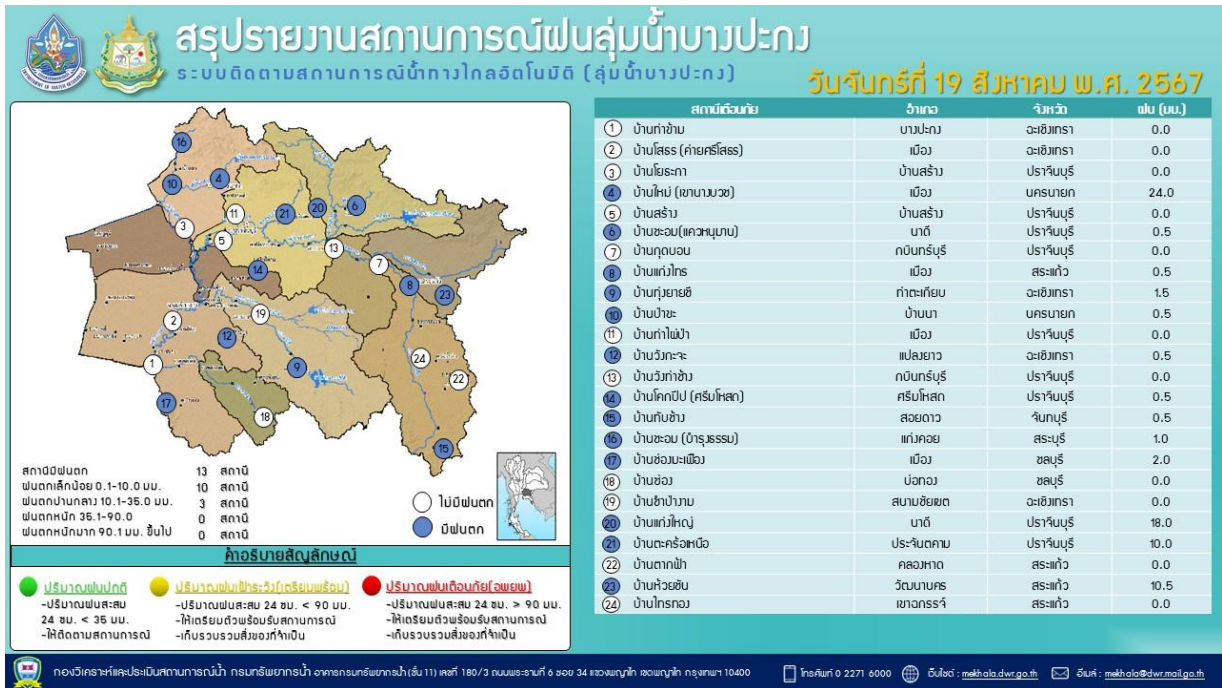 สรุปรายงานสถานการณ์ฝนลุ่มน้ำบางปะกง
ระบบติดตามสถานการณ์น้ำทางไกลอัตโนมัติ (ลุ่มน้ำบางปะกง)
วันจันทร์ที่ 19 สิงหาคม พ.ศ. 2567
สถานีเตือนภัย อำเภอ จังหวัด ฝน (มม.)
1 บ้านท่าข้าม บางปะกง ฉะเชิงเทรา 0.0
2 บ้านโสธร (ค่ายศรีโสธร) เมือง ฉะเชิงเทรา 0.0
3 บ้านโยธะกา บ้านสร้าง ปราจีนบุรี 0.0
4 บ้านใหม่ (เขานางบวช) เมือง นครนายก 24.0
5 บ้านสร้าง บ้านสร้าง ปราจีนบุรี 0.0
6 บ้านชะอม(แควหนุมาน) นาดี ปราจีนบุรี 0.5
7 บ้านกุดบอน กบินทร์บุรี ปราจีนบุรี 0.0
8 บ้านแก่งไทร เมือง สระแก้ว 0.5
9 บ้านทุ่งยายชี ท่าตะเกียบ ฉะเชิงเทรา 1.5
10 บ้านป่าขะ บ้านนา นครนายก 0.5
11 บ้านท่าไผ่ป่า เมือง ปราจีนบุรี 0.0
12 บ้านวังกะจะ แปลงยาว ฉะเชิงเทรา 0.5
13 บ้านวังท่าช้าง กบินทร์บุรี ปราจีนบุรี 0.0
14 บ้านโคกปีป (ศรีมโหสถ) ศรีมโหสถ ปราจีนบุรี 0.5
15 บ้านทับช้าง สอยดาว จันทบุรี 0.5
16 บ้านชะอม (บำรุงธรรม) แก่งคอย สระบุรี 1.0
17 บ้านช่องมะเฟือง เมือง ชลบุรี 2.0
18 บ้านช่อง บ่อทอง ชลบุรี 0.0
19 บ้านชำป่างาม สนามชัยเขต ฉะเชิงเทรา 0.0
20 บ้านแก่งใหญ่ นาดี ปราจีนบุรี 18.0
21 บ้านตะคร้อเหนือ ประจันตคาม ปราจีนบุรี 10.0
22 บ้านตากฟ้า คลองหาด สระแก้ว 0.0
23 บ้านห้วยชัน วัฒนานคร สระแก้ว 10.5
24 บ้านไทรทอง เขาฉกรรจ์ สระแก้ว 0.0
สถานีมีฝนตก 13 สถานี
ฝนตกเล็กน้อย 0.1-10.0 มม. 10 สถานี
ฝนตกปานกลาง 10.1-35.0 มม. 3 สถานี
ฝนตกหนัก 35.1-90.0 0 สถานี
ฝนตกหนักมาก 90.1 มม. ขึ้นไป 0 สถานี
ไม่มีฝนตก
มีฝนตก
คำอธิบายสัญลักษณ์
ปริมาณฝนปกติ
-ปริมาณฝนสะสม
24 ชม. < 35 มม.
-ให้ติดตามสถานการณ์
ปริมาณฝนเฝ้าระวัง(เตรียมพร้อม)
-ปริมาณฝนสะสม 24 ชม. < 90 มม.
-ให้เตรียมตัวพร้อมรับสถานการณ์
-เก็บรวบรวมสิ่งของที่จำเป็น
ปริมาณฝนเตือนภัย(อพยพ)
-ปริมาณฝนสะสม 24 ชม. > 90 มม.
-ให้เตรียมตัวพร้อมรับสถานการณ์
-เก็บรวบรวมสิ่งของที่จำเป็น
กองวิเคราะห์และประเมินสถานการณ์น้ำ กรมทรัพยากรน้ำ อาคารกรมทรัพยากรน้ำ (ชั้น 11) เลขที่ 180/3 ถนนพระรามที่ 6 ซอย 34 แขวงพญาไท เขตพญาไท กรุงเทพฯ 10400
โทรศัพท์ 0 2271 6000 เว็บไซต์ : mekhala.dwr.go.th อีเมล์ : mekhala@dwr.mail.go.th